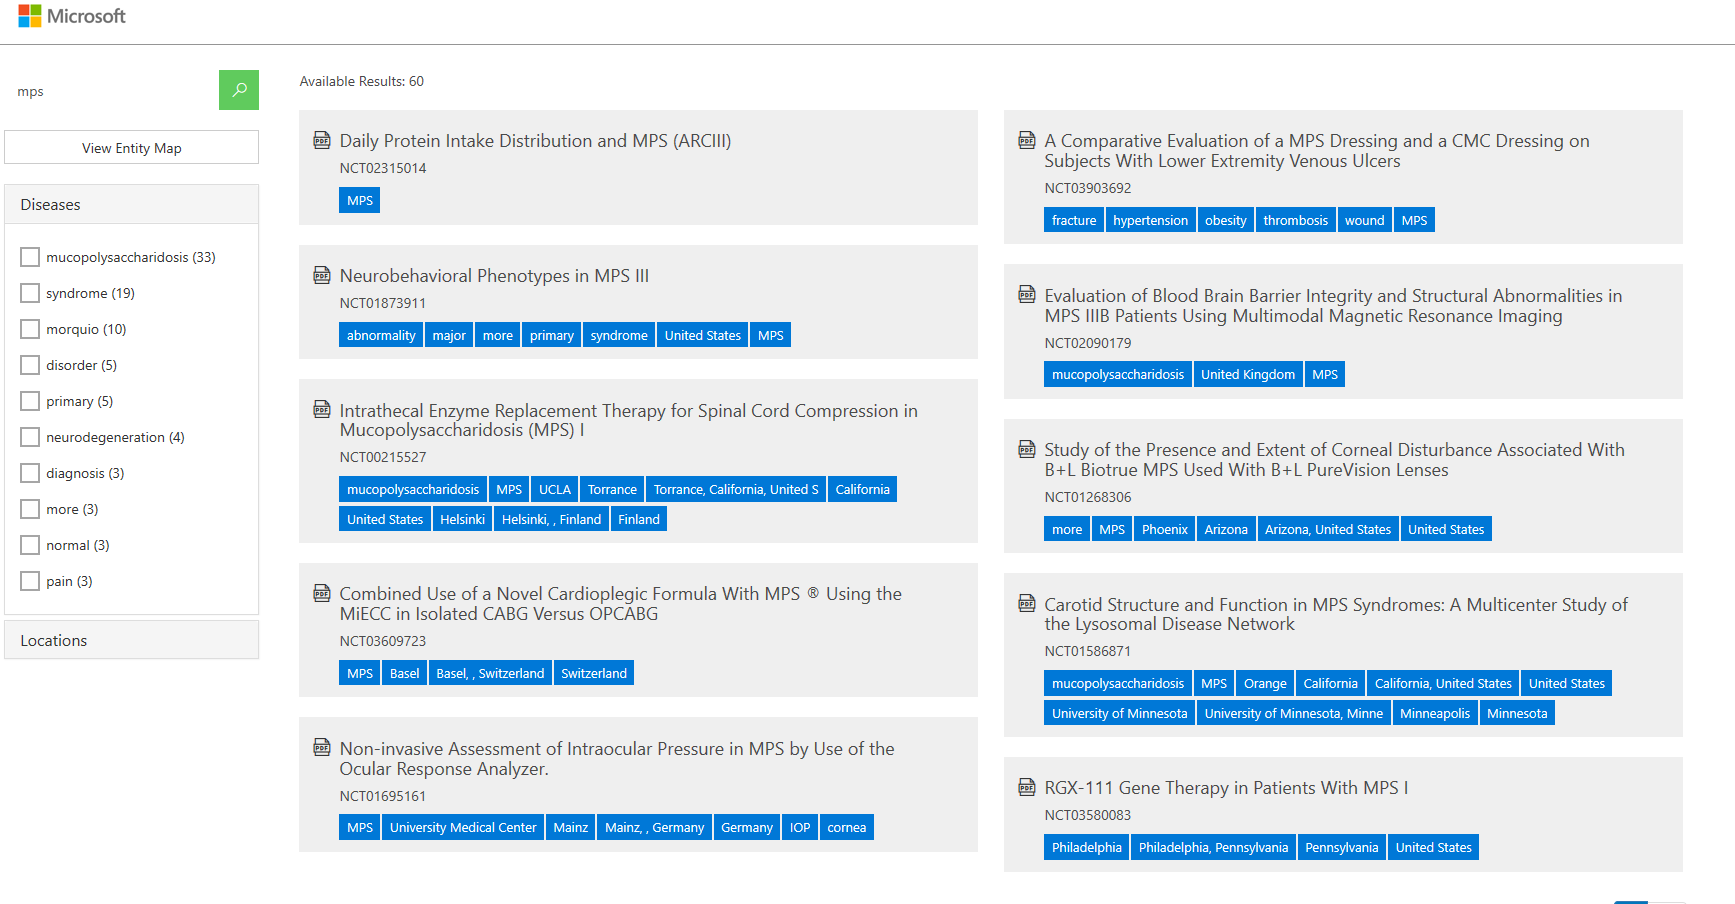 Microsoft
mps
View Entity Map
Diseases
mucopolysaccharidosis (33)
syndrome (19)
morquio (10)
disorder (5)
primary (5)
neurodegeneration (4)
diagnosis (3)
more (3)
normal (3)
pain (3)
Locations
Available Results: 60
PDF
Daily Protein Intake Distribution and MPS (ARCIII)
NCT02315014
MPS
PDF
Neurobehavioral Phenotypes in MPS III
NCT01873911
abnormality major more primary syndrome United States MPS
PDF
Intrathecal Enzyme Replacement Therapy for Spinal Cord Compression in
Mucopolysaccharidosis (MPS) I
NCT00215527
mucopolysaccharidosis MPS UCLA Torrance Torrance, California, United S California
United States Helsinki Helsinki, , Finland Finland
PDF
Combined Use of a Novel Cardioplegic Formula With MPS ® Using the
MiECC in Isolated CABG Versus OPCABG
NCT03609723
MPS Basel Basel, , Switzerland Switzerland
PDF
Non-invasive Assessment of Intraocular Pressure in MPS by Use of the
Ocular Response Analyzer.
NCT01695161
MPS University Medical Center Mainz Mainz, , Germany Germany IOP cornea
PDF
A Comparative Evaluation of a MPS Dressing and a CMC Dressing on
Subjects With Lower Extremity Venous Ulcers
NCT03903692
fracture hypertension obesity thrombosis wound MPS
PDF
Evaluation of Blood Brain Barrier Integrity and Structural Abnormalities in
MPS IIIB Patients Using Multimodal Magnetic Resonance Imaging
NCT02090179
mucopolysaccharidosis United Kingdom MPS
PDF
Study of the Presence and Extent of Corneal Disturbance Associated With
B+L Biotrue MPS Used With B+L PureVision Lenses
NCT01268306
more MPS Phoenix Arizona Arizona, United States United States
PDF
Carotid Structure and Function in MPS Syndromes: A Multicenter Study of
the Lysosomal Disease Network
NCT01586871
mucopolysaccharidosis MPS Orange California California, United States United States
University of Minnesota University of Minnesota, Minne Minneapolis Minnesota
PDF
RGX-111 Gene Therapy in Patients With MPS I
NCT03580083
Philadelphia Philadelphia, Pennsylvania Pennsylvania United States